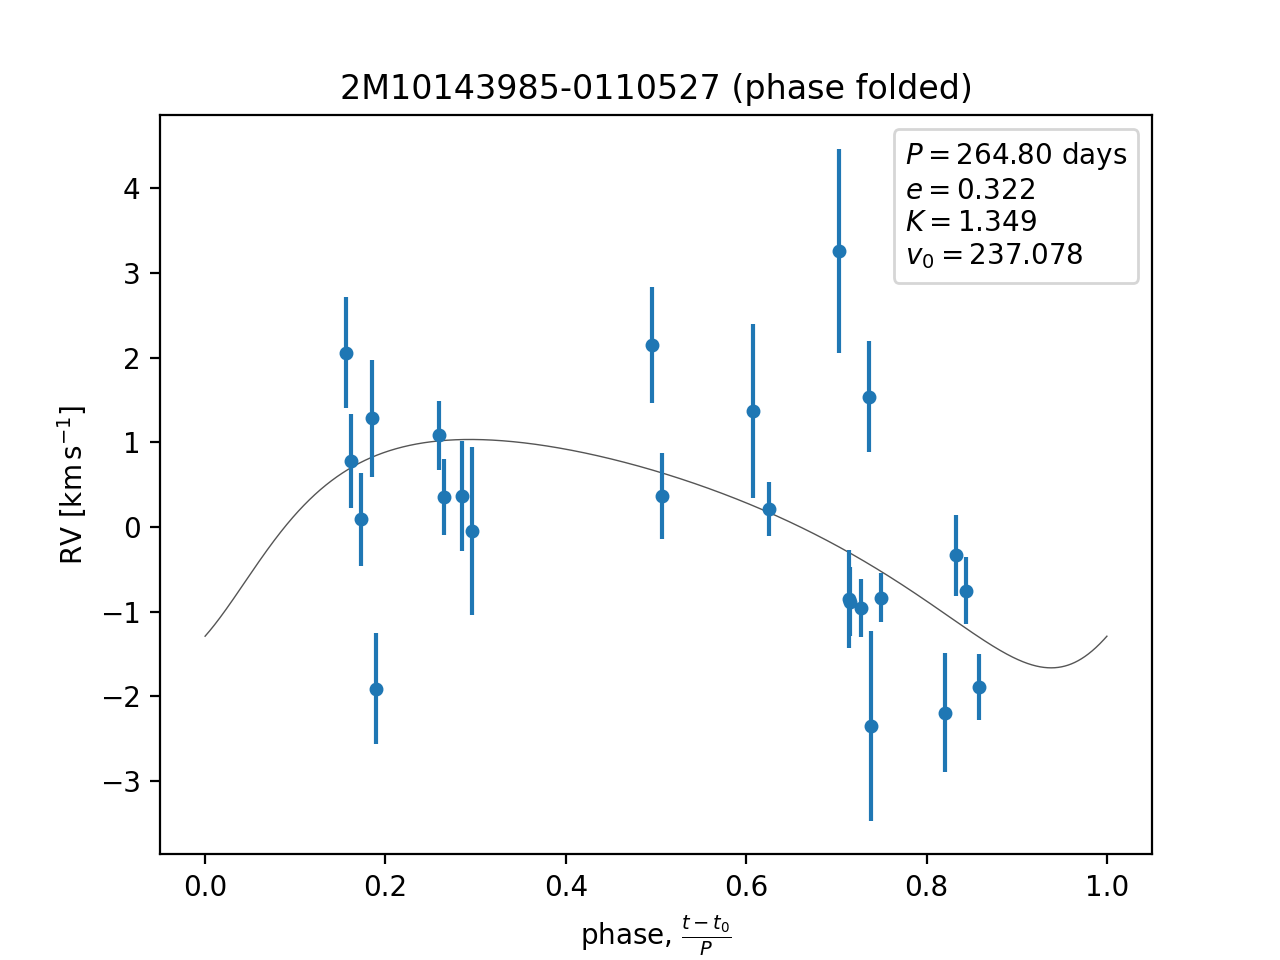 2M10143985-0110527 (phase folded)
P = 264.80 days
e = 0.322
K = 1.349
v₀ = 237.078
RV [km s⁻¹]
4
3
2
1
0
−1
−2
−3
0.0 0.2 0.4 0.6 0.8 1.0
phase, (t − t₀)/P